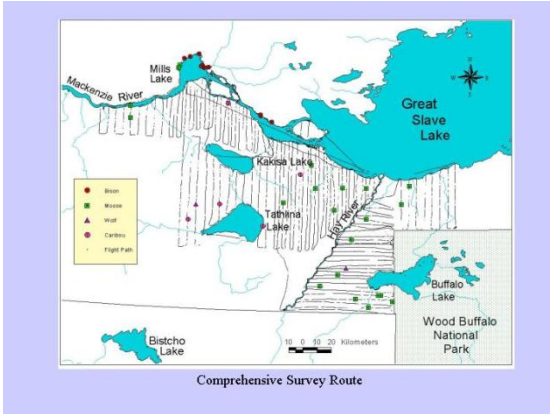 Mills
Lake
Mackenzie River
Great
Slave
Lake
Kakisa Lake
Tathlina
Lake
Hay River
Bison
Moose
Wolf
Caribou
Flight Path
Buffalo
Lake
Wood Buffalo
National
Park
Bistcho
Lake
10 0 10 20 Kilometers
Comprehensive Survey Route